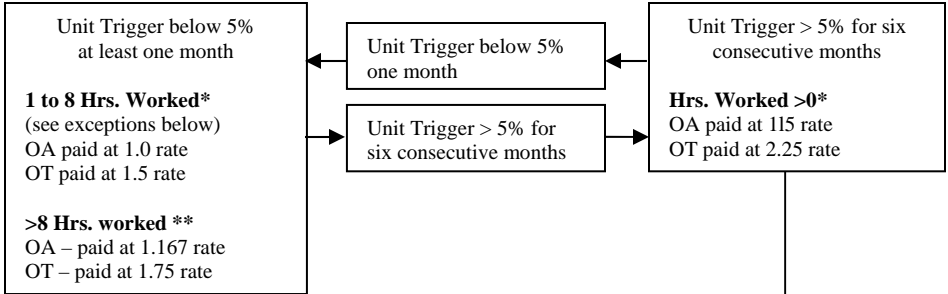 Unit Trigger below 5%
at least one month
1 to 8 Hrs. Worked*
(see exceptions below)
OA paid at 1.0 rate
OT paid at 1.5 rate
>8 Hrs. worked **
OA – paid at 1.167 rate
OT – paid at 1.75 rate
Unit Trigger below 5%
one month
Unit Trigger > 5% for
six consecutive months
Unit Trigger > 5% for six
consecutive months
Hrs. Worked >0*
OA paid at 1l5 rate
OT paid at 2.25 rate